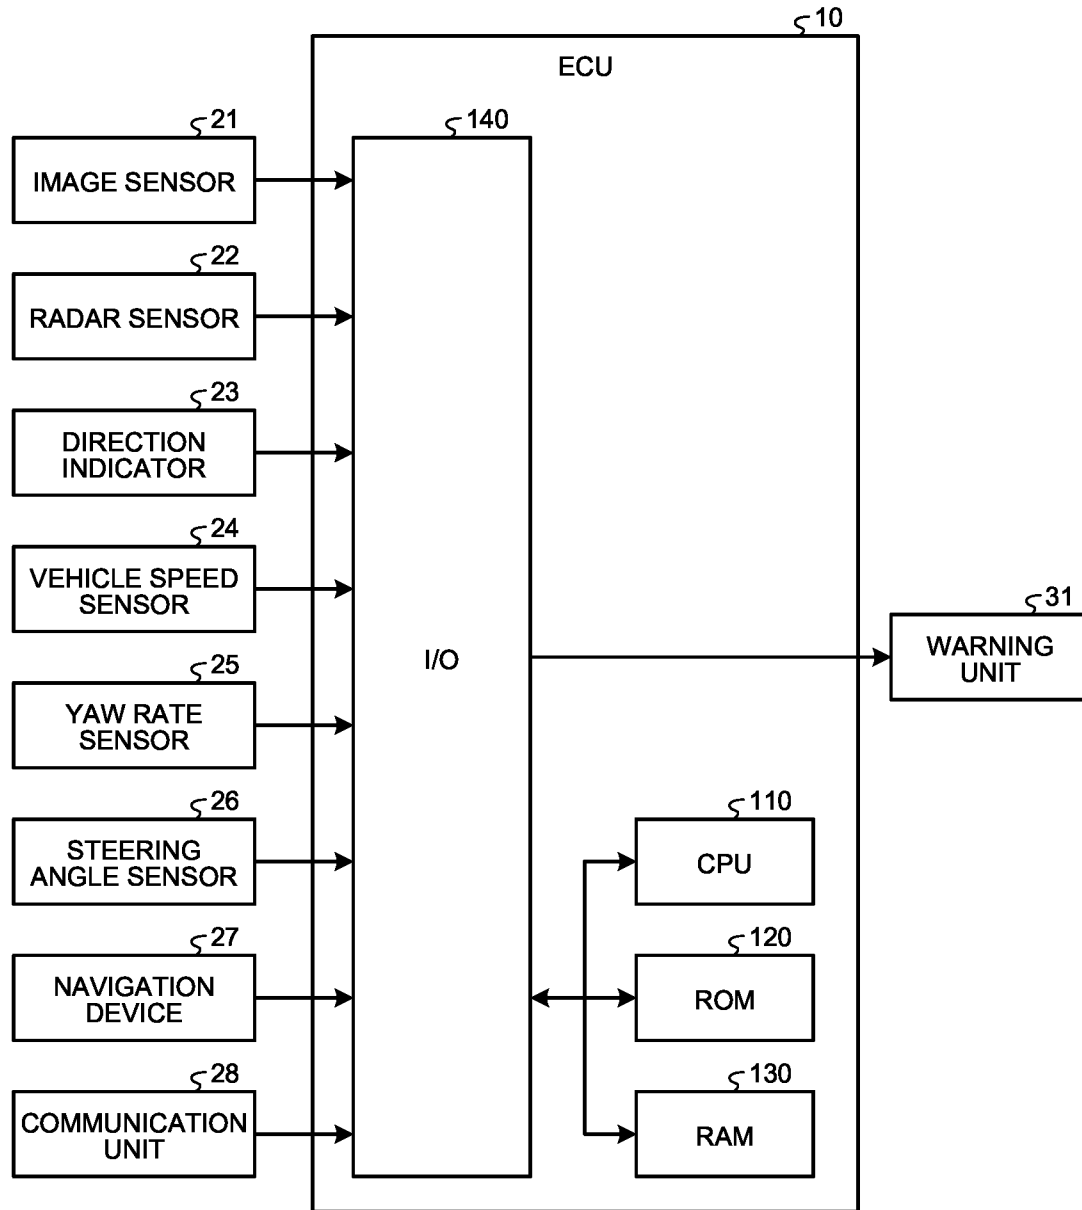 10
ECU
21
IMAGE SENSOR
22
RADAR SENSOR
23
DIRECTION
INDICATOR
24
VEHICLE SPEED
SENSOR
25
YAW RATE
SENSOR
26
STEERING
ANGLE SENSOR
27
NAVIGATION
DEVICE
28
COMMUNICATION
UNIT
140
I/O
110
CPU
120
ROM
130
RAM
31
WARNING
UNIT